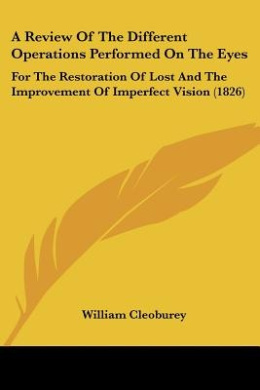 A Review Of The Different
Operations Performed On The Eyes
For The Restoration Of Lost And The
Improvement Of Imperfect Vision (1826)
William Cleoburey